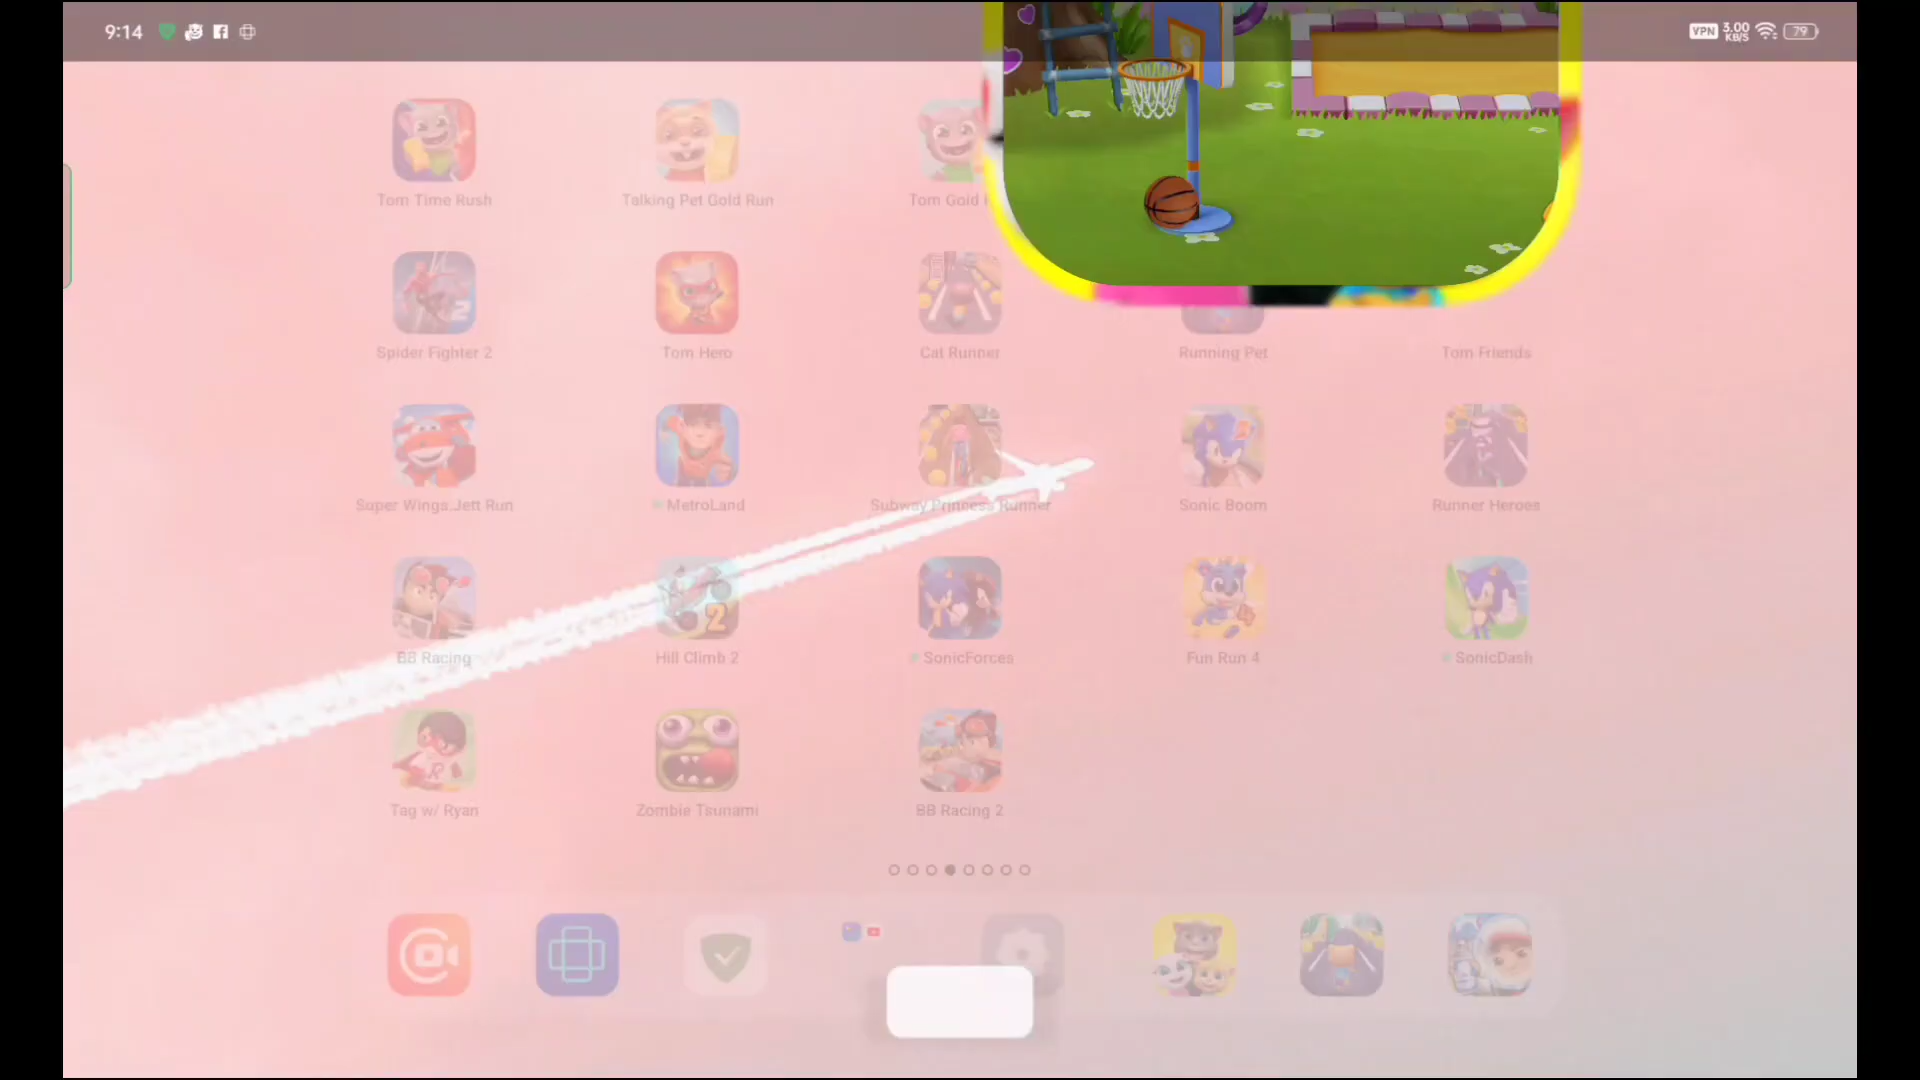 9:14
VPN 3.00 KB/S 79
Tom Time Rush
Talking Pet Gold Run
Tom Gold
Spider Fighter 2
Tom Hero
Cat Runner
Running Pet
Tom Friends
Super Wings:Jett Run
MetroLand
Subway Princess Runner
Sonic Boom
Runner Heroes
BB Racing
Hill Climb 2
SonicForces
Fun Run 4
SonicDash
Tag w/ Ryan
Zombie Tsunami
BB Racing 2